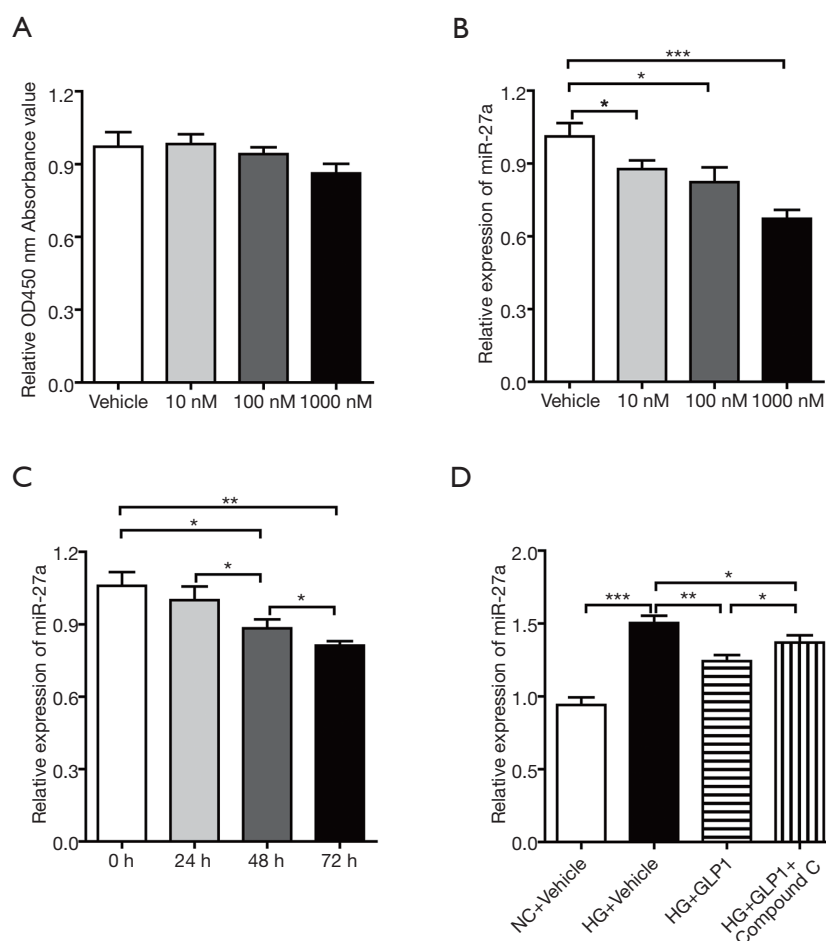 A
Relative OD450 nm Absorbance value
1.2
0.9
0.6
0.3
0.0
Vehicle 10 nM 100 nM 1000 nM
B
Relative expression of miR-27a
***
*
*
1.2
0.9
0.6
0.3
0.0
Vehicle 10 nM 100 nM 1000 nM
C
Relative expression of miR-27a
**
*
*
*
1.2
0.9
0.6
0.3
0.0
0 h 24 h 48 h 72 h
D
Relative expression of miR-27a
*
*** ** *
2.0
1.5
1.0
1.5
0.0
NC+Vehicle
HG+Vehicle
HG+GLP1
HG+GLP1+
Compound C